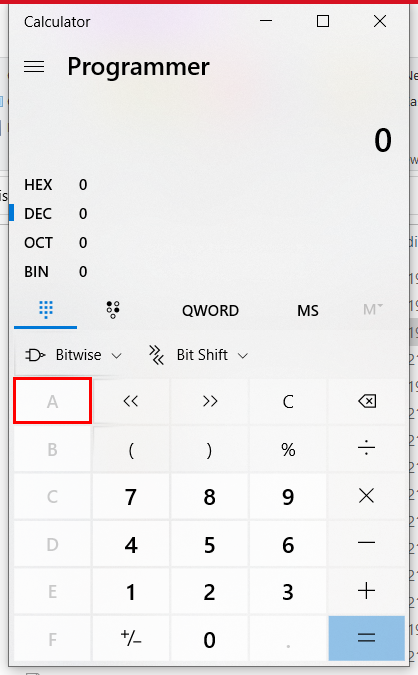 Calculator
Programmer
0
HEX 0
DEC 0
OCT 0
BIN 0
QWORD MS M
Bitwise Bit Shift
A << >> C
B ( ) % ÷
C 7 8 9 ×
D 4 5 6 −
E 1 2 3 +
F +/− 0 . =